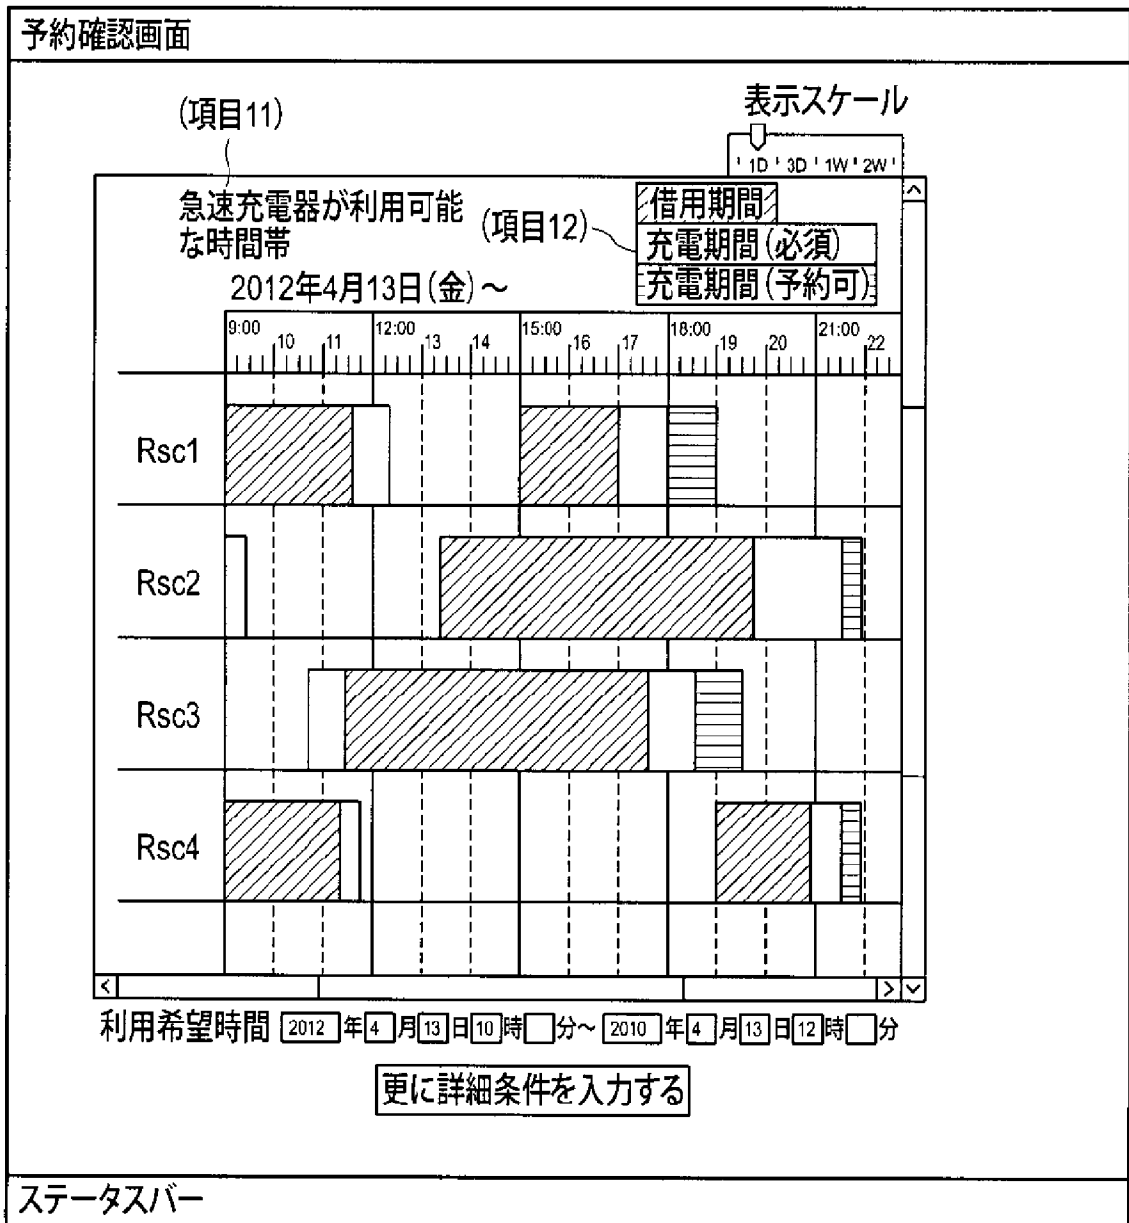 予約確認画面
表示スケール
1D 3D 1W 2W
(項目11)
急速充電器が利用可能
な時間帯
(項目12)
借用期間
充電期間(必須)
充電期間(予約可)
2012年4月13日(金)～
9:00 10 11 12:00 13 14 15:00 16 17 18:00 19 20 21:00 22
Rsc1
Rsc2
Rsc3
Rsc4
利用希望時間 2012 年 4 月 13 日 10 時 分～ 2010 年 4 月 13 日 12 時 分
更に詳細条件を入力する
ステータスバー